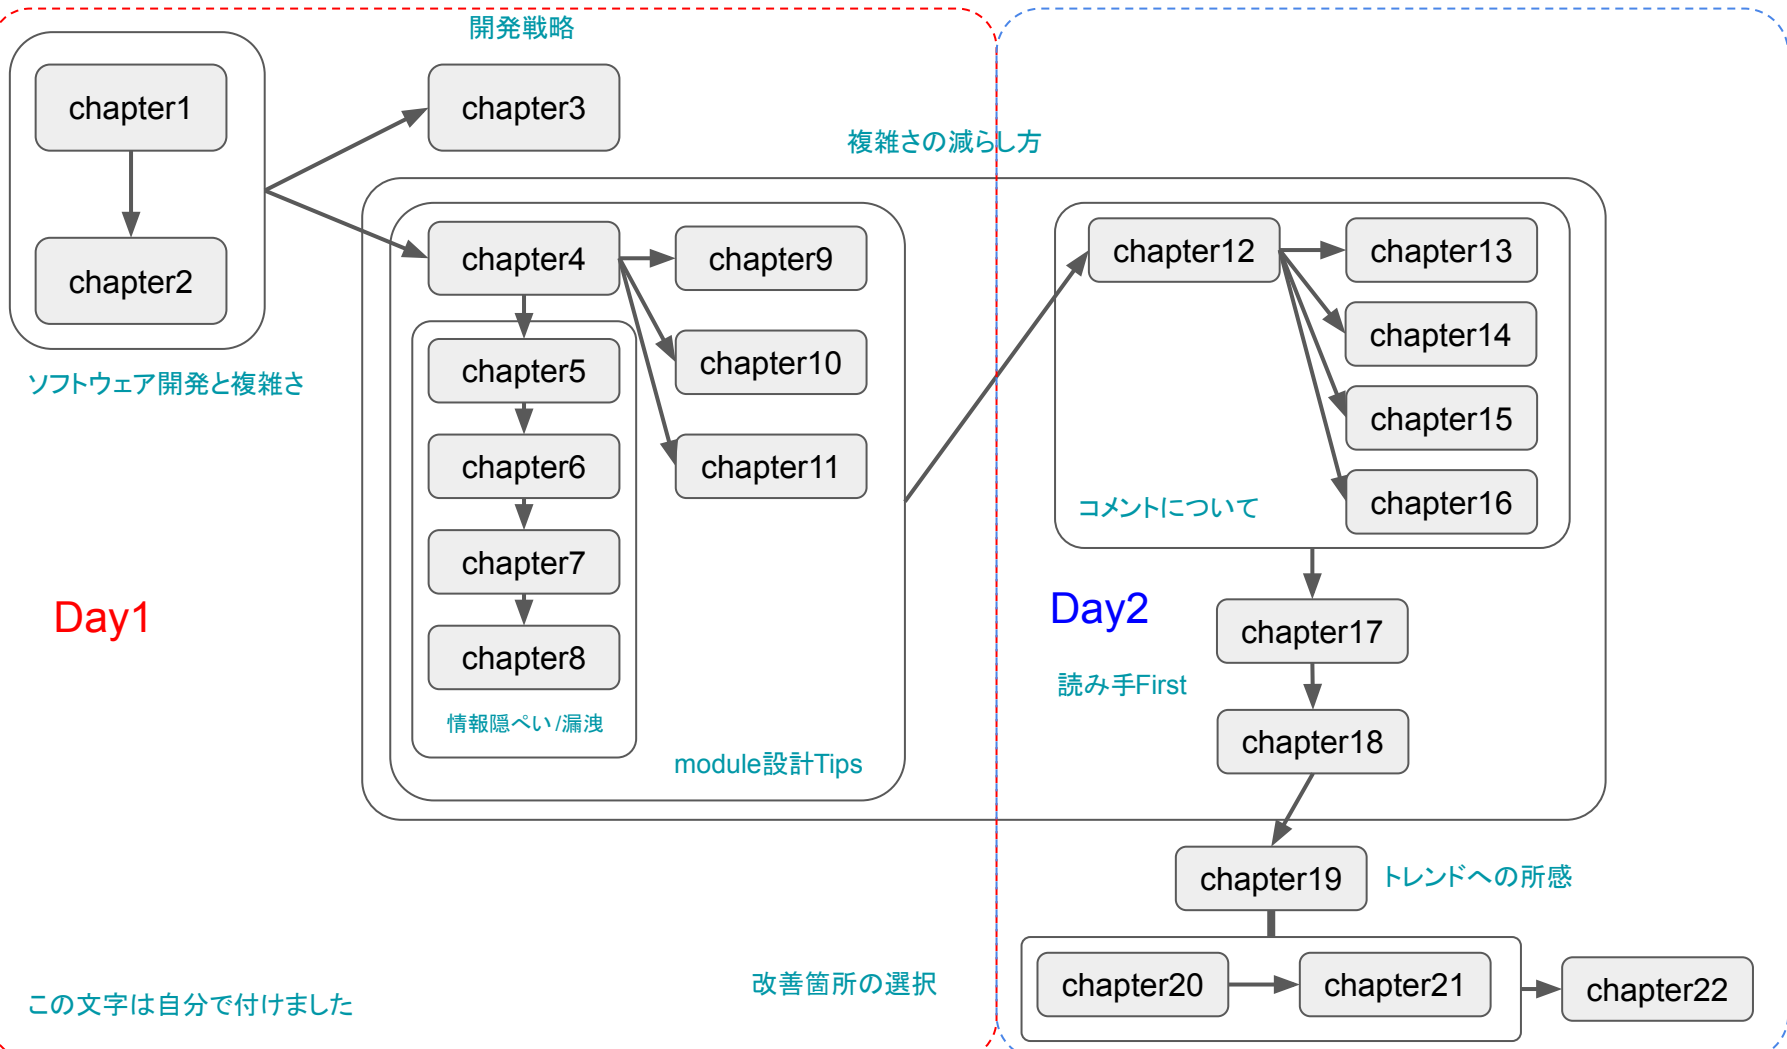 開発戦略
chapter1
chapter3
複雑さの減らし方
chapter2
ソフトウェア開発と複雑さ
chapter4
chapter9
chapter5
chapter10
chapter6
chapter11
chapter7
chapter8
情報隠ぺい/漏洩
module設計Tips
Day1
chapter12
chapter13
chapter14
chapter15
chapter16
コメントについて
Day2
chapter17
読み手First
chapter18
chapter19
トレンドへの所感
改善箇所の選択
chapter20
chapter21
chapter22
この文字は自分で付けました